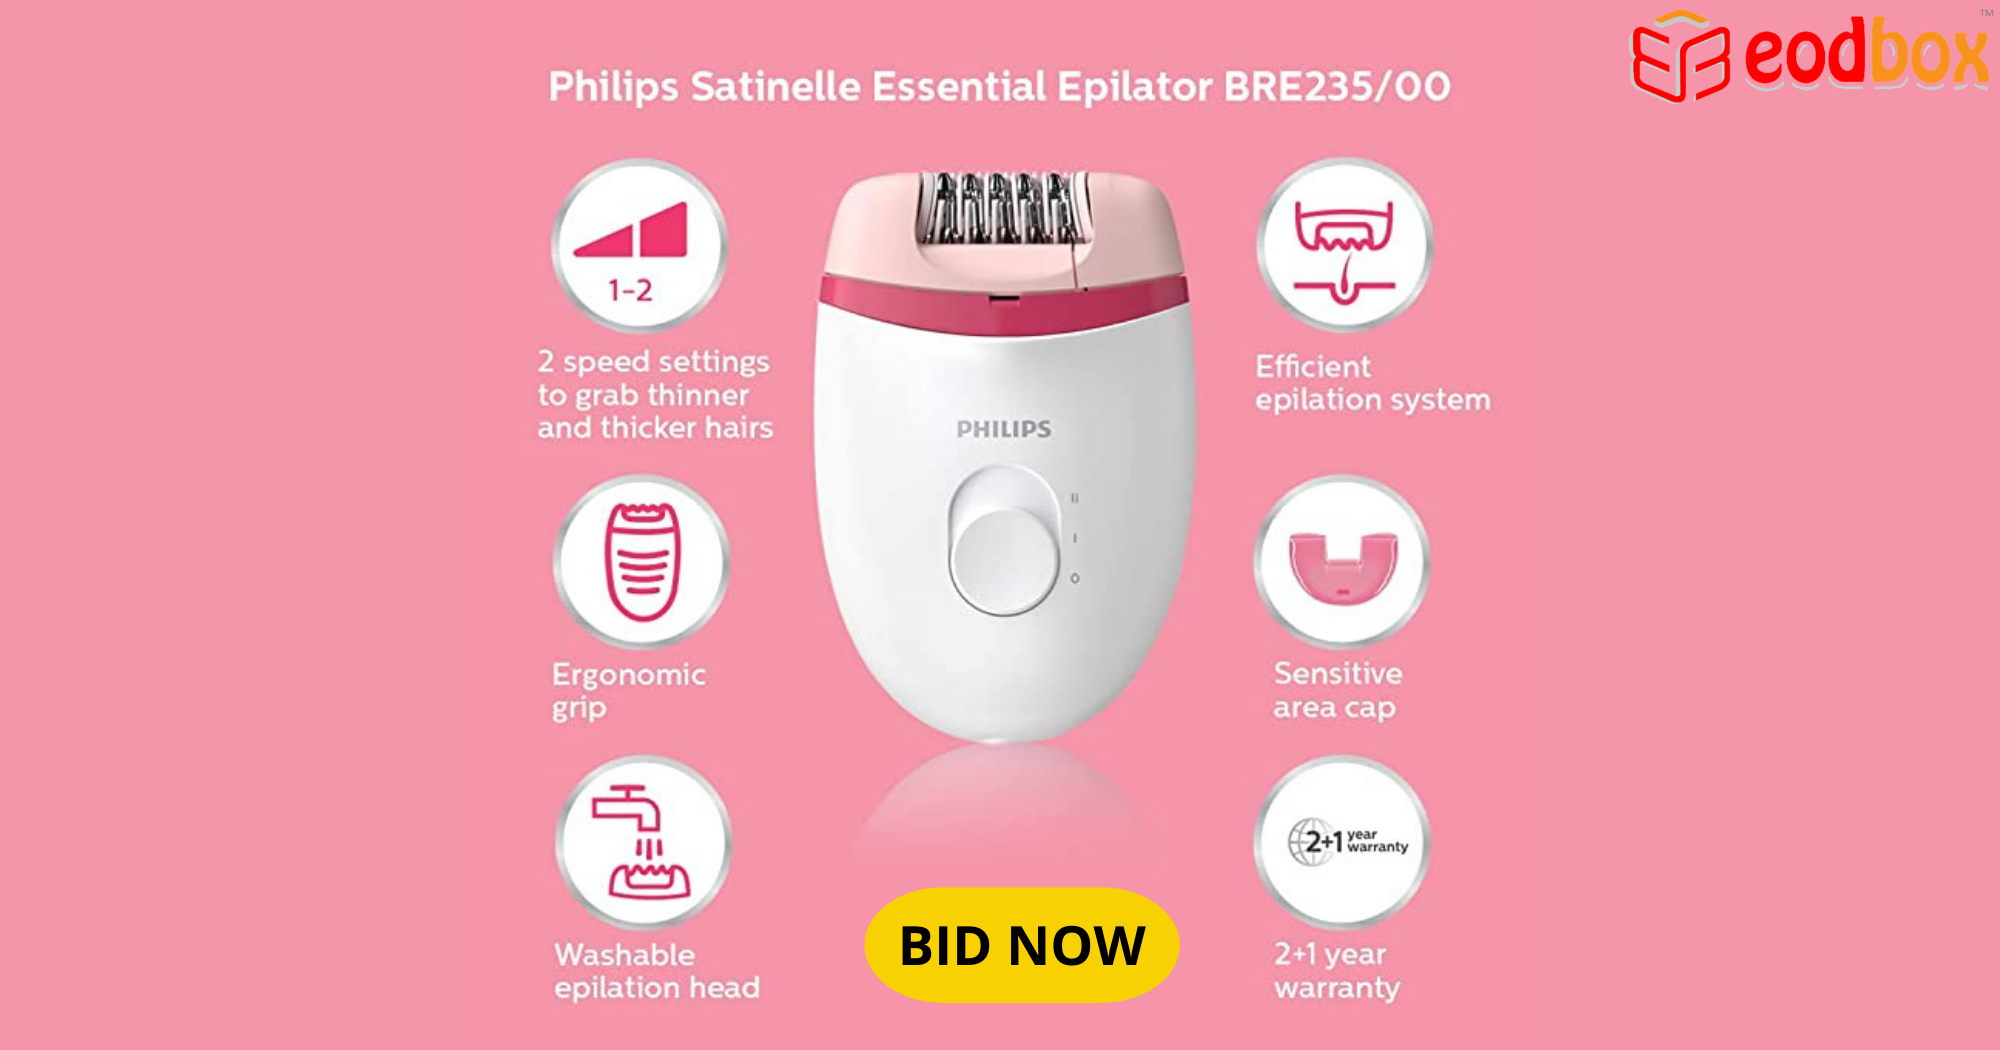 eodbox
TM
Philips Satinelle Essential Epilator BRE235/00
1-2
2 speed settings
to grab thinner
and thicker hairs
Efficient
epilation system
PHILIPS
II
I
O
Ergonomic
grip
Sensitive
area cap
Washable
epilation head
2+1 year
warranty
2+1 year
warranty
BID NOW